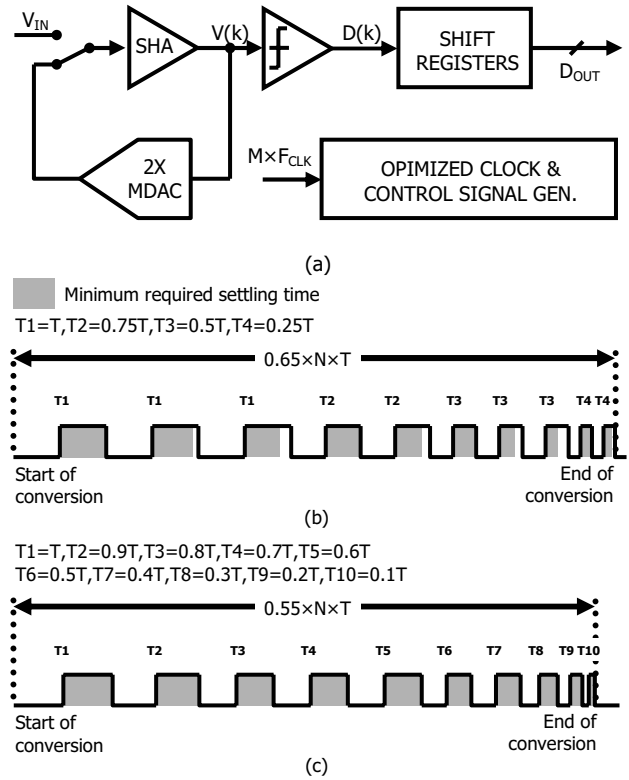 V_IN
SHA
V(k)
D(k)
SHIFT
REGISTERS
D_OUT
2X
MDAC
M×F_CLK
OPIMIZED CLOCK &
CONTROL SIGNAL GEN.
(a)
Minimum required settling time
T1=T,T2=0.75T,T3=0.5T,T4=0.25T
0.65×N×T
T1 T1 T1 T2 T2 T3 T3 T3 T4 T4
Start of
conversion
End of
conversion
(b)
T1=T,T2=0.9T,T3=0.8T,T4=0.7T,T5=0.6T
T6=0.5T,T7=0.4T,T8=0.3T,T9=0.2T,T10=0.1T
0.55×N×T
T1 T2 T3 T4 T5 T6 T7 T8 T9 T10
Start of
conversion
End of
conversion
(c)